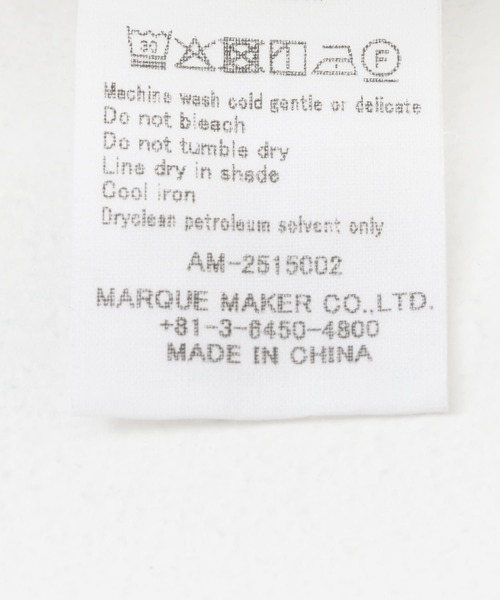 30
F
Machine wash cold gentle or delicate
Do not bleach
Do not tumble dry
Line dry in shade
Cool iron
Dryclean petroleum solvent only
AM-2515002
MARQUE MAKER CO.,LTD.
+81-3-6450-4800
MADE IN CHINA